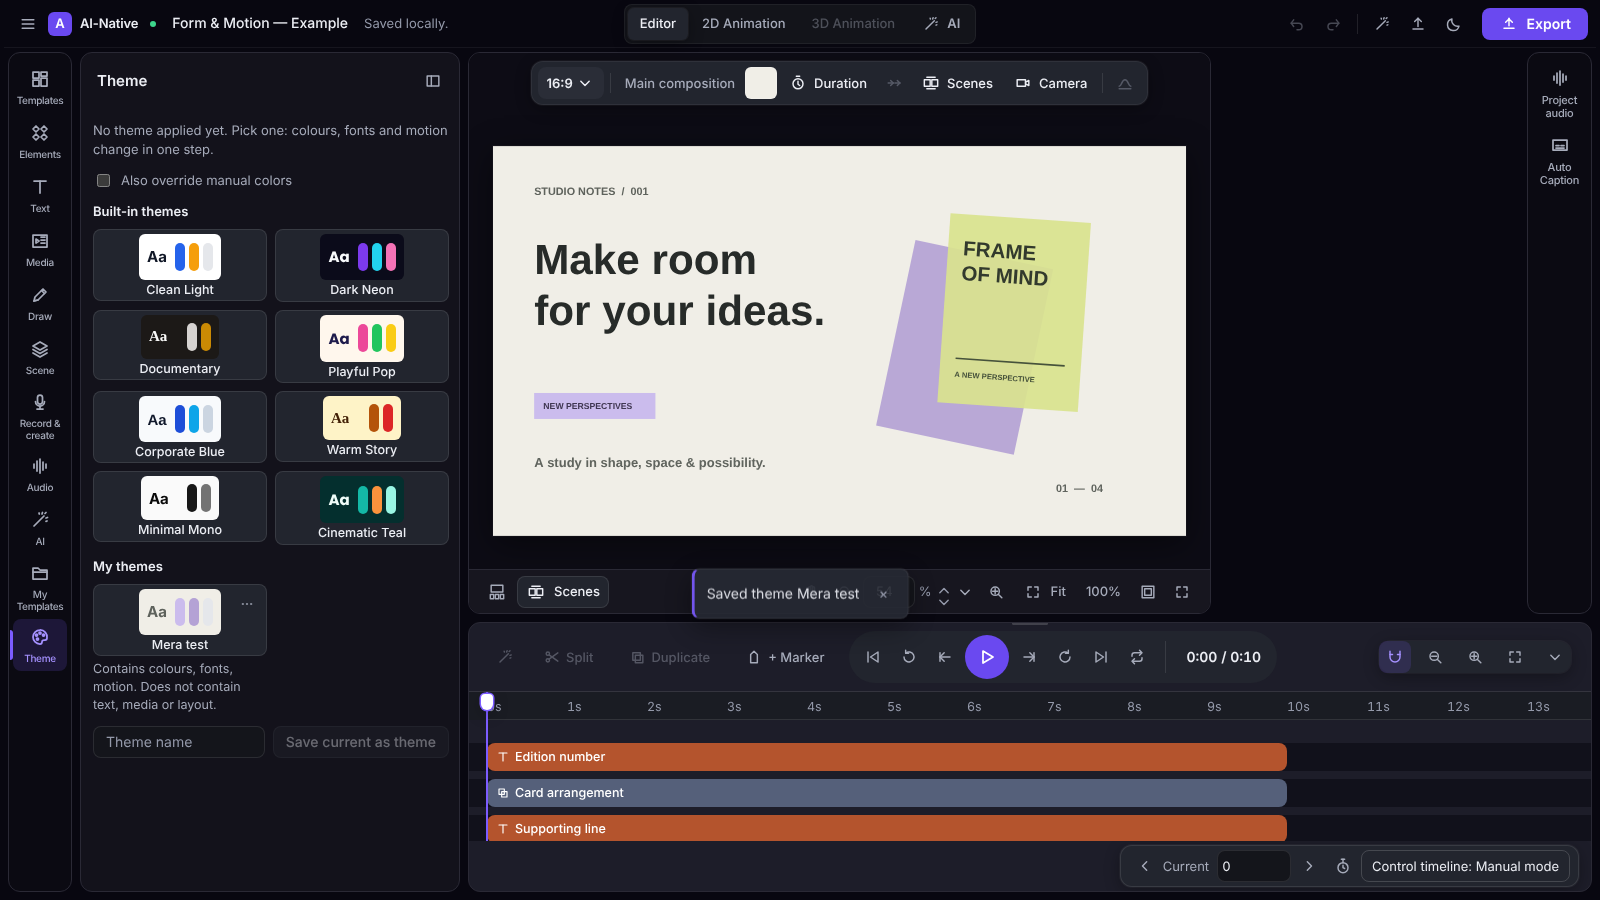 A AI-Native Form & Motion — Example Saved locally.
Editor 2D Animation 3D Animation AI
Export
Templates
Elements
Text
Media
Draw
Scene
Record &
create
Audio
AI
My
Templates
Theme
Theme
No theme applied yet. Pick one: colours, fonts and motion
change in one step.
Also override manual colors
Built-in themes
Aa
Clean Light
Aa
Dark Neon
Aa
Documentary
Aa
Playful Pop
Aa
Corporate Blue
Aa
Warm Story
Aa
Minimal Mono
Aa
Cinematic Teal
My themes
Aa
Mera test
Contains colours, fonts,
motion. Does not contain
text, media or layout.
Theme name Save current as theme
16:9 Main composition Duration Scenes Camera
STUDIO NOTES / 001
Make room
for your ideas.
NEW PERSPECTIVES
A study in shape, space & possibility.
FRAME
OF MIND
A NEW PERSPECTIVE
01 — 04
Scenes
Saved theme Mera test ×
% Fit 100%
Project
audio
Auto
Caption
Split Duplicate + Marker 0:00 / 0:10
1s 2s 3s 4s 5s 6s 7s 8s 9s 10s 11s 12s 13s
Edition number
Card arrangement
Supporting line
Current 0 Control timeline: Manual mode